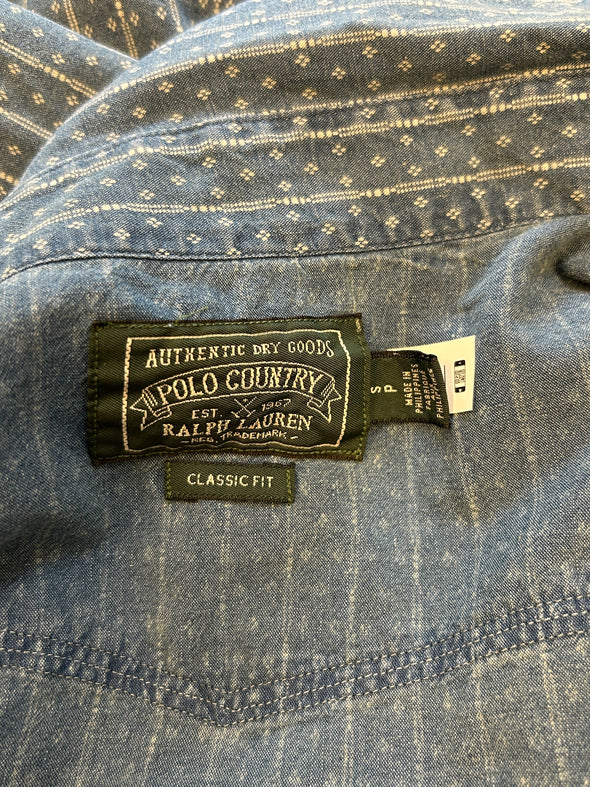 AUTHENTIC DRY GOODS
POLO COUNTRY
EST. 1967
RALPH LAUREN
- REG. TRADEMARK -
CLASSIC FIT
S P
MADE IN
PHILIPPINES